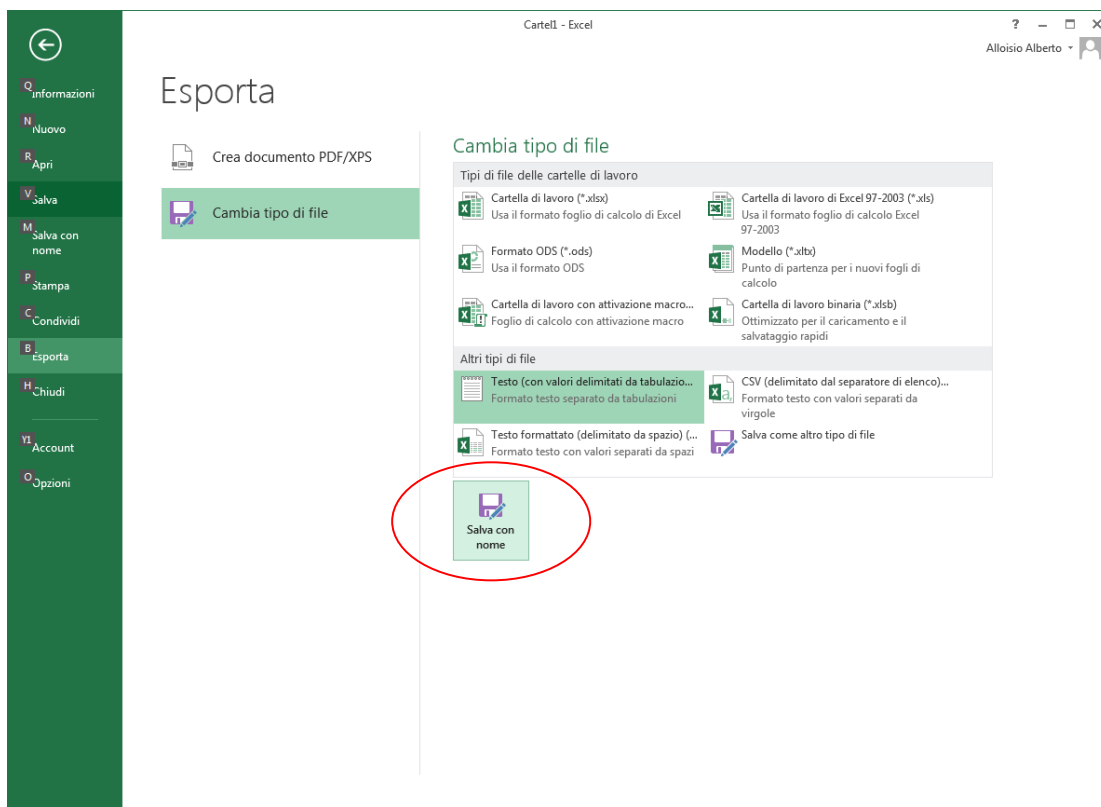 Cartel1 - Excel
?
Alloisio Alberto
Q
Informazioni
N
Nuovo
R
Apri
V
Salva
M
Salva con
nome
P
Stampa
C
Condividi
B
Esporta
H
Chiudi
Y1
Account
O
Opzioni
Esporta
Crea documento PDF/XPS
Cambia tipo di file
Cambia tipo di file
Tipi di file delle cartelle di lavoro
Cartella di lavoro (*.xlsx)
Usa il formato foglio di calcolo di Excel
Cartella di lavoro di Excel 97-2003 (*.xls)
Usa il formato foglio di calcolo Excel
97-2003
Formato ODS (*.ods)
Usa il formato ODS
Modello (*.xltx)
Punto di partenza per i nuovi fogli di
calcolo
Cartella di lavoro con attivazione macro...
Foglio di calcolo con attivazione macro
Cartella di lavoro binaria (*.xlsb)
Ottimizzato per il caricamento e il
salvataggio rapidi
Altri tipi di file
Testo (con valori delimitati da tabulazio...
Formato testo separato da tabulazioni
CSV (delimitato dal separatore di elenco)...
Formato testo con valori separati da
virgole
Testo formattato (delimitato da spazio) (...
Formato testo con valori separati da spazi
Salva come altro tipo di file
Salva con
nome